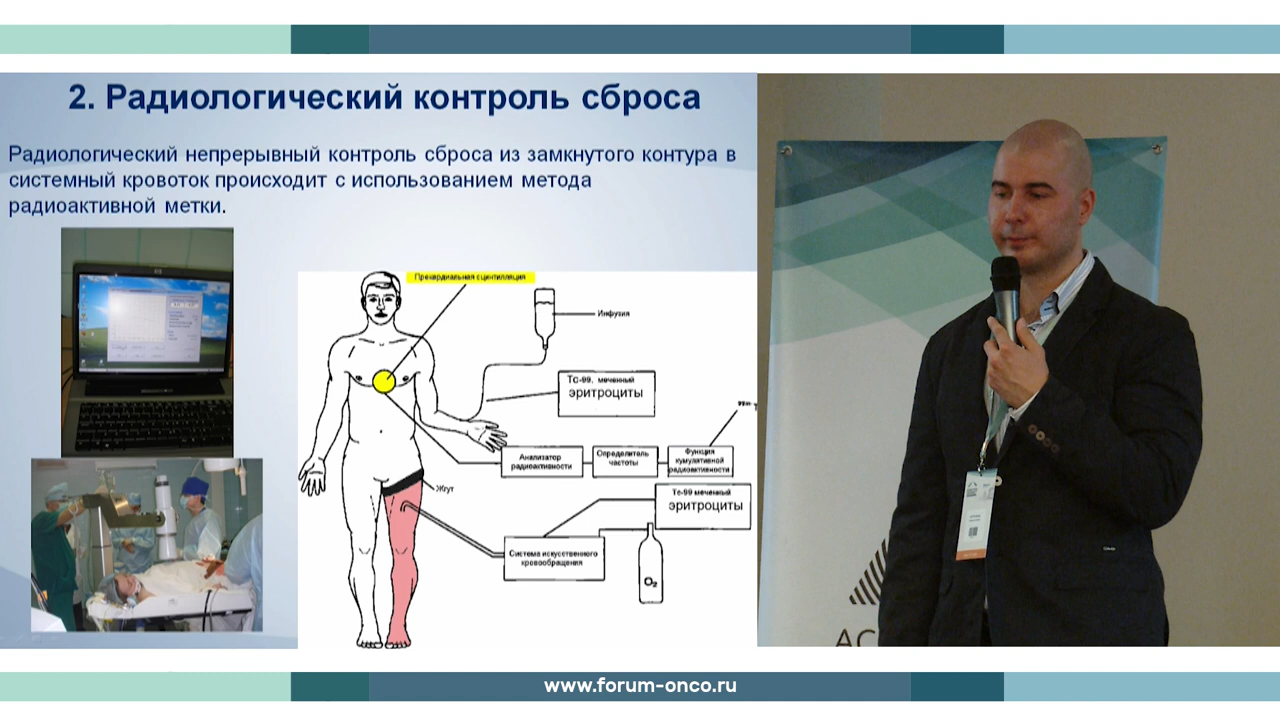 2. Радиологический контроль сброса
Радиологический непрерывный контроль сброса из замкнутого контура в
системный кровоток происходит с использованием метода
радиоактивной метки.
Прекардиальная сцинтилляция
Инфузия
ТС-99, меченный
эритроциты
Анализатор
радиоактивности
Определитель
частоты
Функция
кумулятивной
радиоактивности
Жгут
Те-99 меченный
эритроциты
Система искусственного
кровообращения
O₂
АС
www.forum-onco.ru